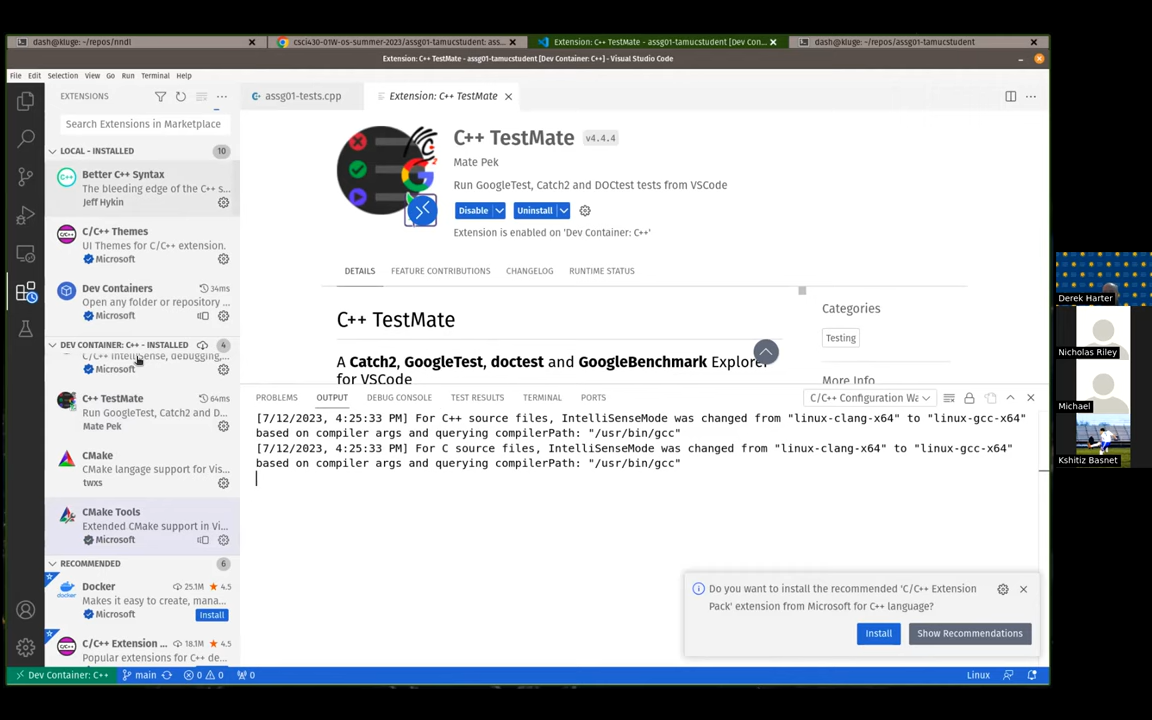 dash@kluge: ~/repos/nndl
csci430-01W-os-summer-2023/assg01-tamucstudent: ass...
Extension: C++ TestMate - assg01-tamucstudent [Dev Con...
dash@kluge: ~/repos/assg01-tamucstudent
Extension: C++ TestMate - assg01-tamucstudent [Dev Container: C++] - Visual Studio Code
File Edit Selection View Go Run Terminal Help
EXTENSIONS
assg01-tests.cpp
Extension: C++ TestMate
Search Extensions in Marketplace
LOCAL - INSTALLED 10
Better C++ Syntax
The bleeding edge of the C++ s...
Jeff Hykin
C/C++ Themes
UI Themes for C/C++ extension.
Microsoft
Dev Containers 34ms
Open any folder or repository ...
Microsoft
DEV CONTAINER: C++ - INSTALLED 4
C/C++ IntelliSense, debugging,...
Microsoft
C++ TestMate 64ms
Run GoogleTest, Catch2 and D...
Mate Pek
CMake
CMake langage support for Vis...
twxs
CMake Tools
Extended CMake support in Vi...
Microsoft
RECOMMENDED 6
Docker 25.1M 4.5
Makes it easy to create, mana...
Microsoft Install
C/C++ Extension ... 18.1M 4.5
Popular extensions for C++ de...
C++ TestMate v4.4.4
Mate Pek
Run GoogleTest, Catch2 and DOCtest tests from VSCode
Disable Uninstall
Extension is enabled on 'Dev Container: C++'
DETAILS FEATURE CONTRIBUTIONS CHANGELOG RUNTIME STATUS
C++ TestMate
A Catch2, GoogleTest, doctest and GoogleBenchmark Explorer
for VSCode
Categories
Testing
More Info
PROBLEMS OUTPUT DEBUG CONSOLE TEST RESULTS TERMINAL PORTS
C/C++ Configuration Wa
[7/12/2023, 4:25:33 PM] For C++ source files, IntelliSenseMode was changed from "linux-clang-x64" to "linux-gcc-x64"
based on compiler args and querying compilerPath: "/usr/bin/gcc"
[7/12/2023, 4:25:33 PM] For C source files, IntelliSenseMode was changed from "linux-clang-x64" to "linux-gcc-x64"
based on compiler args and querying compilerPath: "/usr/bin/gcc"
Do you want to install the recommended 'C/C++ Extension
Pack' extension from Microsoft for C++ language?
Install Show Recommendations
Dev Container: C++ main 0 0 0 Linux
Derek Harter
Nicholas Riley
Michael
Kshitiz Basnet